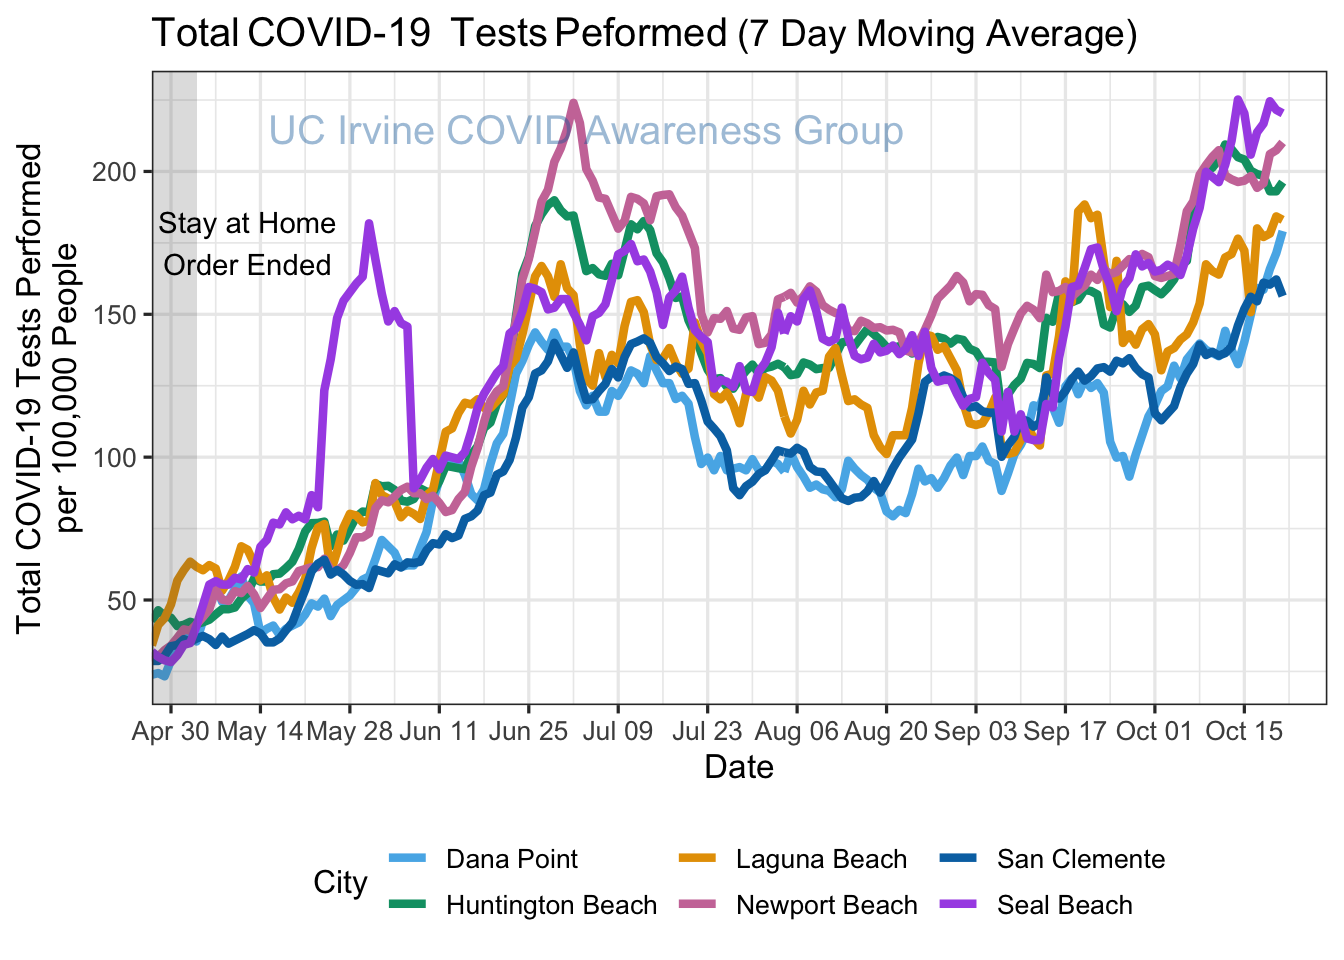 Total COVID-19 Tests Peformed (7 Day Moving Average)
UC Irvine COVID Awareness Group
Stay at Home
Order Ended
Total COVID-19 Tests Performed
per 100,000 People
200
150
100
50
Apr 30 May 14 May 28 Jun 11 Jun 25 Jul 09 Jul 23 Aug 06 Aug 20 Sep 03 Sep 17 Oct 01 Oct 15
Date
City
Dana Point Laguna Beach San Clemente
Huntington Beach Newport Beach Seal Beach